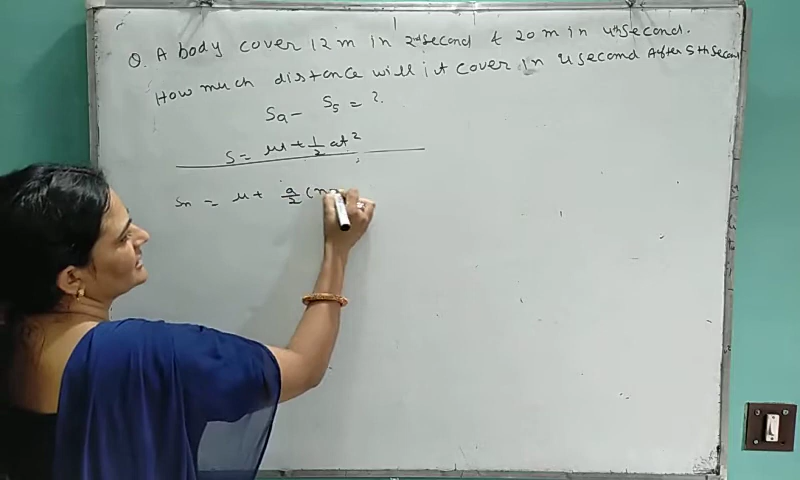 Q. A body cover 12 m in 2nd second & 20 m in 4th second.
How much distance will it cover in 4 second After 5th second
S9 - S5 = ?
S = ut + 1/2 at²
Sn = u + a/2 (n